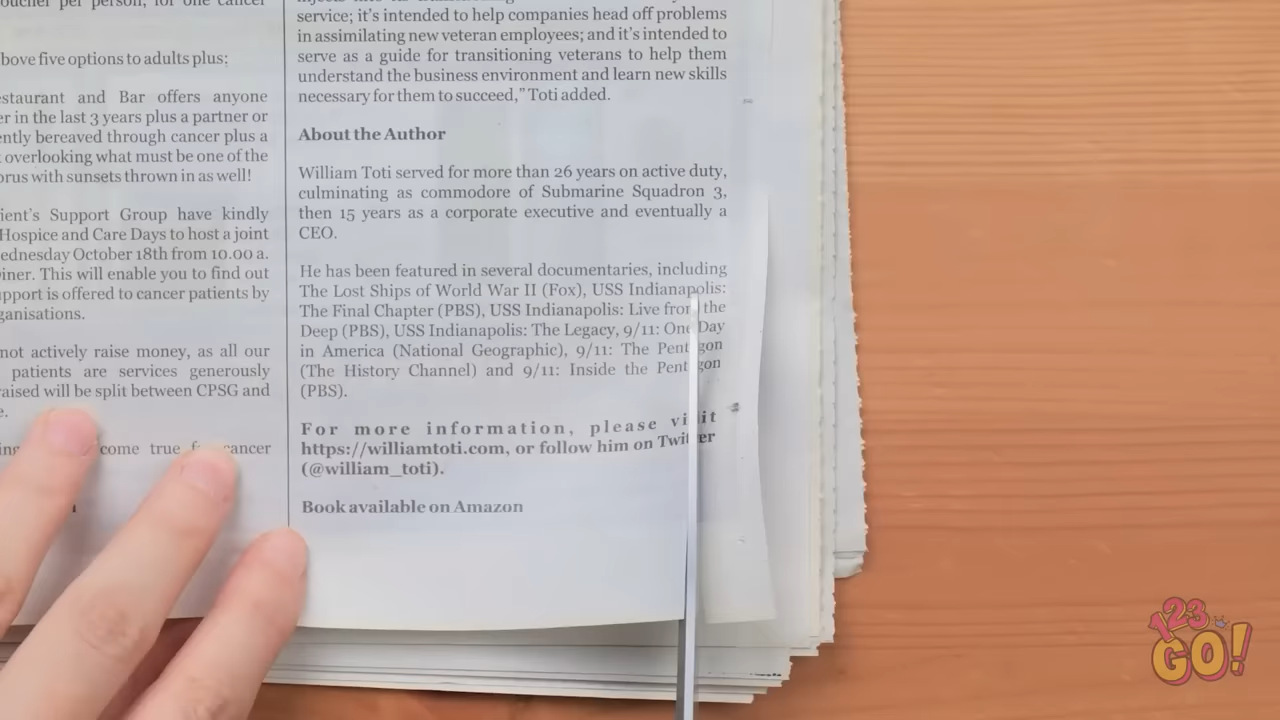 voucher per person, for one cancer
above five options to adults plus:
Restaurant and Bar offers anyone
in the last 3 years plus a partner or
bereaved through cancer plus a
overlooking what must be one of the
with sunsets thrown in as well!
Support Group have kindly
Hospice and Care Days to host a joint
Wednesday October 18th from 10.00 a.
This will enable you to find out
support is offered to cancer patients by
organisations.
not actively raise money, as all our
patients are services generously
raised will be split between CPSG and
come true cancer
service; it's intended to help companies head off problems
in assimilating new veteran employees; and it's intended to
serve as a guide for transitioning veterans to help them
understand the business environment and learn new skills
necessary for them to succeed," Toti added.
About the Author
William Toti served for more than 26 years on active duty,
culminating as commodore of Submarine Squadron 3,
then 15 years as a corporate executive and eventually a
CEO.
He has been featured in several documentaries, including
The Lost Ships of World War II (Fox), USS Indianapolis:
The Final Chapter (PBS), USS Indianapolis: Live from the
Deep (PBS), USS Indianapolis: The Legacy, 9/11: One Day
in America (National Geographic), 9/11: The Pentagon
(The History Channel) and 9/11: Inside the Pentagon
(PBS).
For more information, please visit
https://williamtoti.com, or follow him on Twitter
(@william_toti).
Book available on Amazon
123
GO!